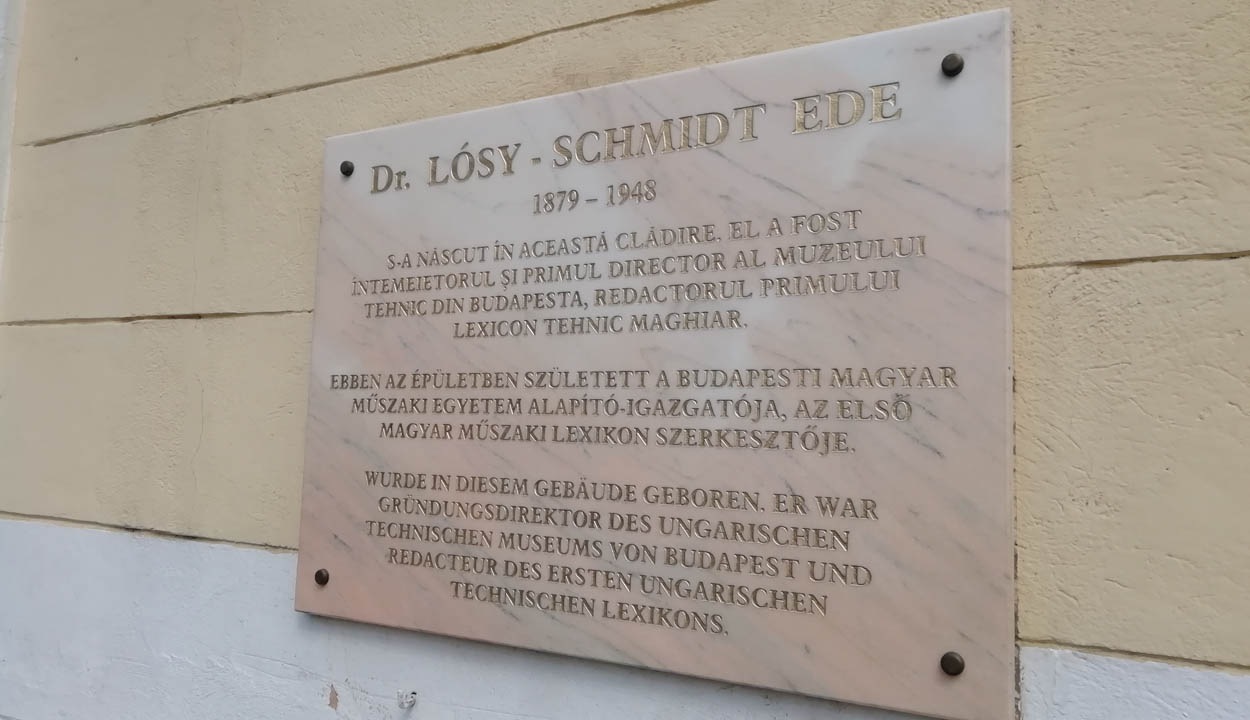 Dr. LÓSY - SCHMIDT EDE
1879 – 1948
S-A NĂSCUT ÎN ACEASTĂ CLĂDIRE. EL A FOST
ÎNTEMEIETORUL ȘI PRIMUL DIRECTOR AL MUZEULUI
TEHNIC DIN BUDAPESTA, REDACTORUL PRIMULUI
LEXICON TEHNIC MAGHIAR.
EBBEN AZ ÉPÜLETBEN SZÜLETETT A BUDAPESTI MAGYAR
MŰSZAKI EGYETEM ALAPÍTÓ-IGAZGATÓJA, AZ ELSŐ
MAGYAR MŰSZAKI LEXIKON SZERKESZTŐJE.
WURDE IN DIESEM GEBÄUDE GEBOREN. ER WAR
GRÜNDUNGSDIREKTOR DES UNGARISCHEN
TECHNISCHEN MUSEUMS VON BUDAPEST UND
REDACTEUR DES ERSTEN UNGARISCHEN
TECHNISCHEN LEXIKONS.